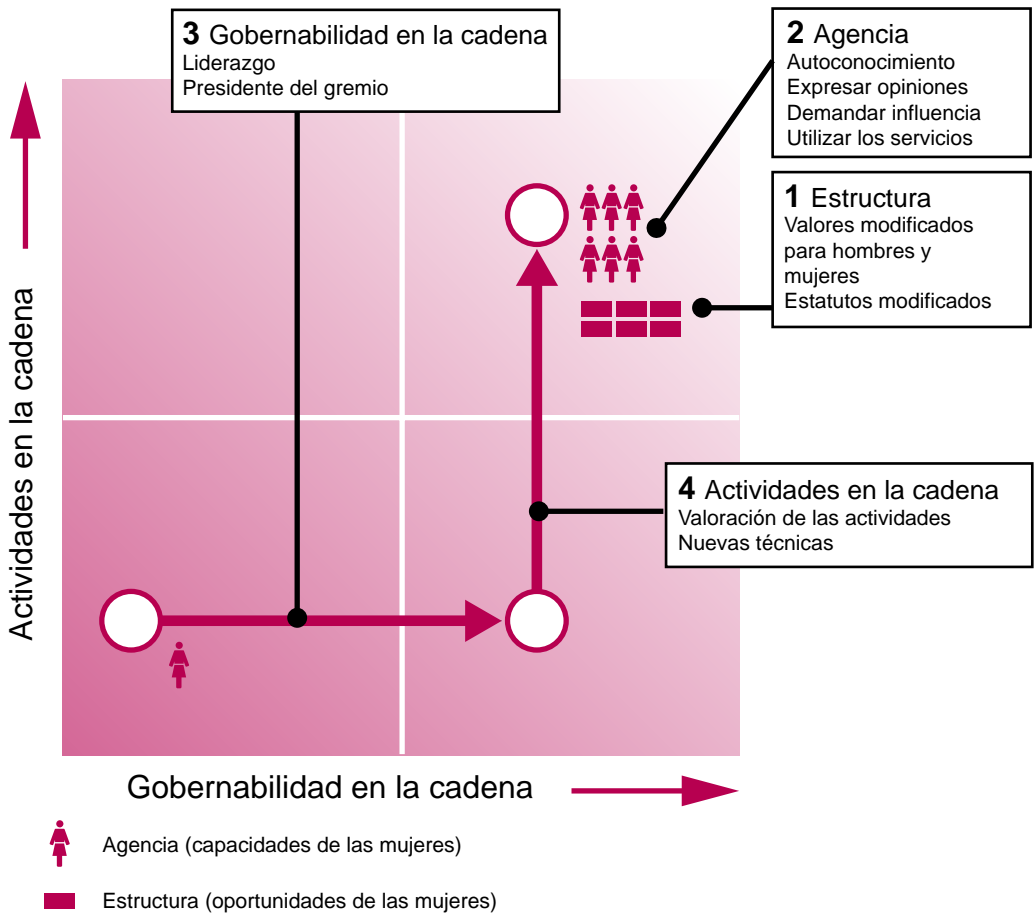 3 Gobernabilidad en la cadena
Liderazgo
Presidente del gremio
2 Agencia
Autoconocimiento
Expresar opiniones
Demandar influencia
Utilizar los servicios
1 Estructura
Valores modificados
para hombres y
mujeres
Estatutos modificados
4 Actividades en la cadena
Valoración de las actividades
Nuevas técnicas
Actividades en la cadena
Gobernabilidad en la cadena
Agencia (capacidades de las mujeres)
Estructura (oportunidades de las mujeres)